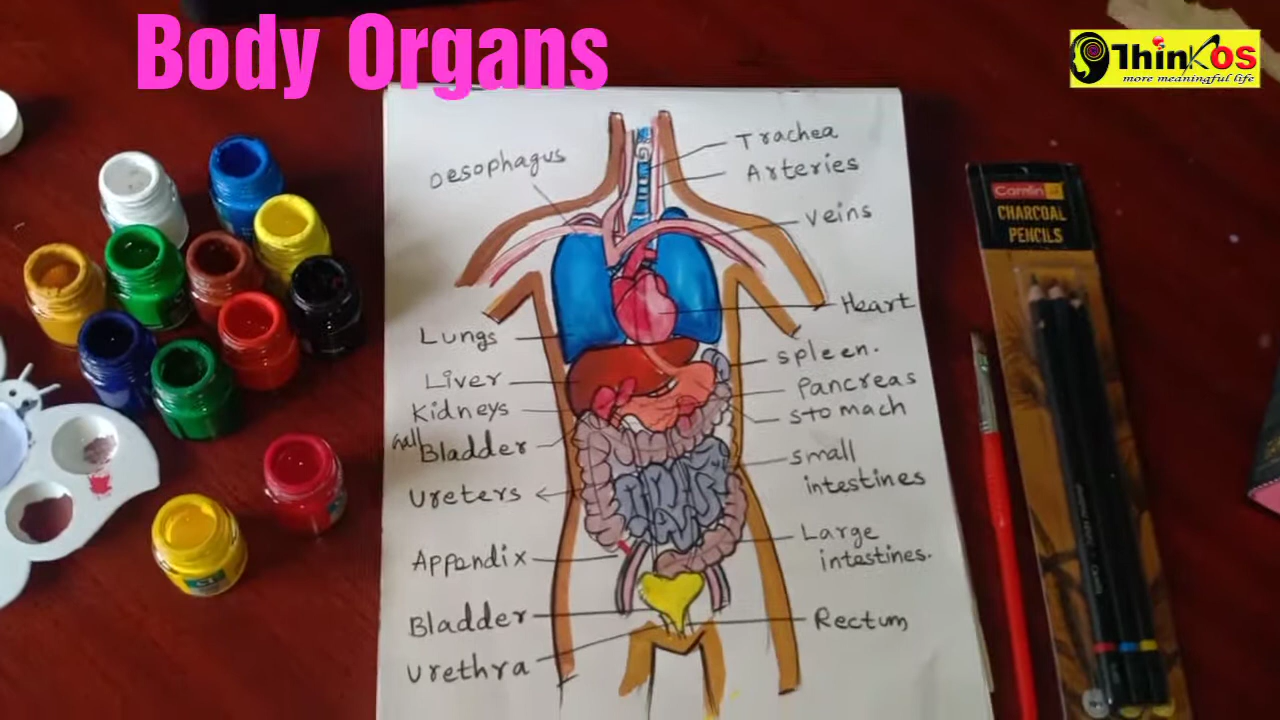 Body Organs
ThinKos
more meaningful life
Oesophagus
Trachea
Arteries
Veins
Heart
Lungs
Spleen.
Liver
Pancreas
Kidneys
Stomach
Gall Bladder
small
intestines
Ureters
Large
intestines.
Appendix
Bladder
Rectum
Urethra
Camlin
CHARCOAL
PENCILS